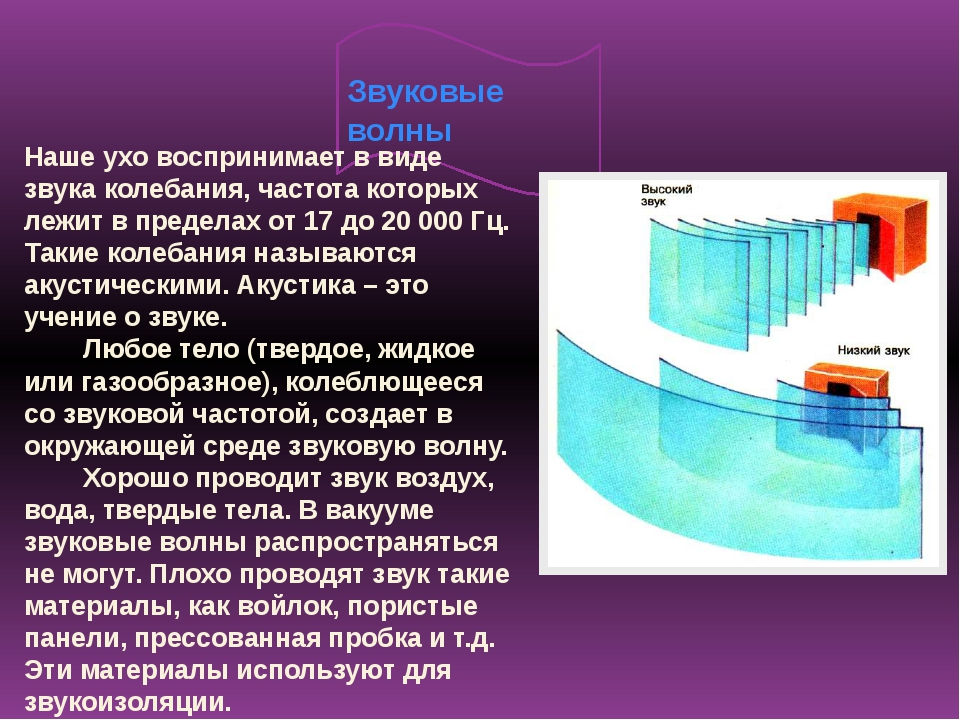 Звуковые
волны
Наше ухо воспринимает в виде
звука колебания, частота которых
лежит в пределах от 17 до 20 000 Гц.
Такие колебания называются
акустическими. Акустика – это
учение о звуке.
Любое тело (твердое, жидкое
или газообразное), колеблющееся
со звуковой частотой, создает в
окружающей среде звуковую волну.
Хорошо проводит звук воздух,
вода, твердые тела. В вакууме
звуковые волны распространяться
не могут. Плохо проводят звук такие
материалы, как войлок, пористые
панели, прессованная пробка и т.д.
Эти материалы используют для
звукоизоляции.
Высокий
звук
Низкий звук